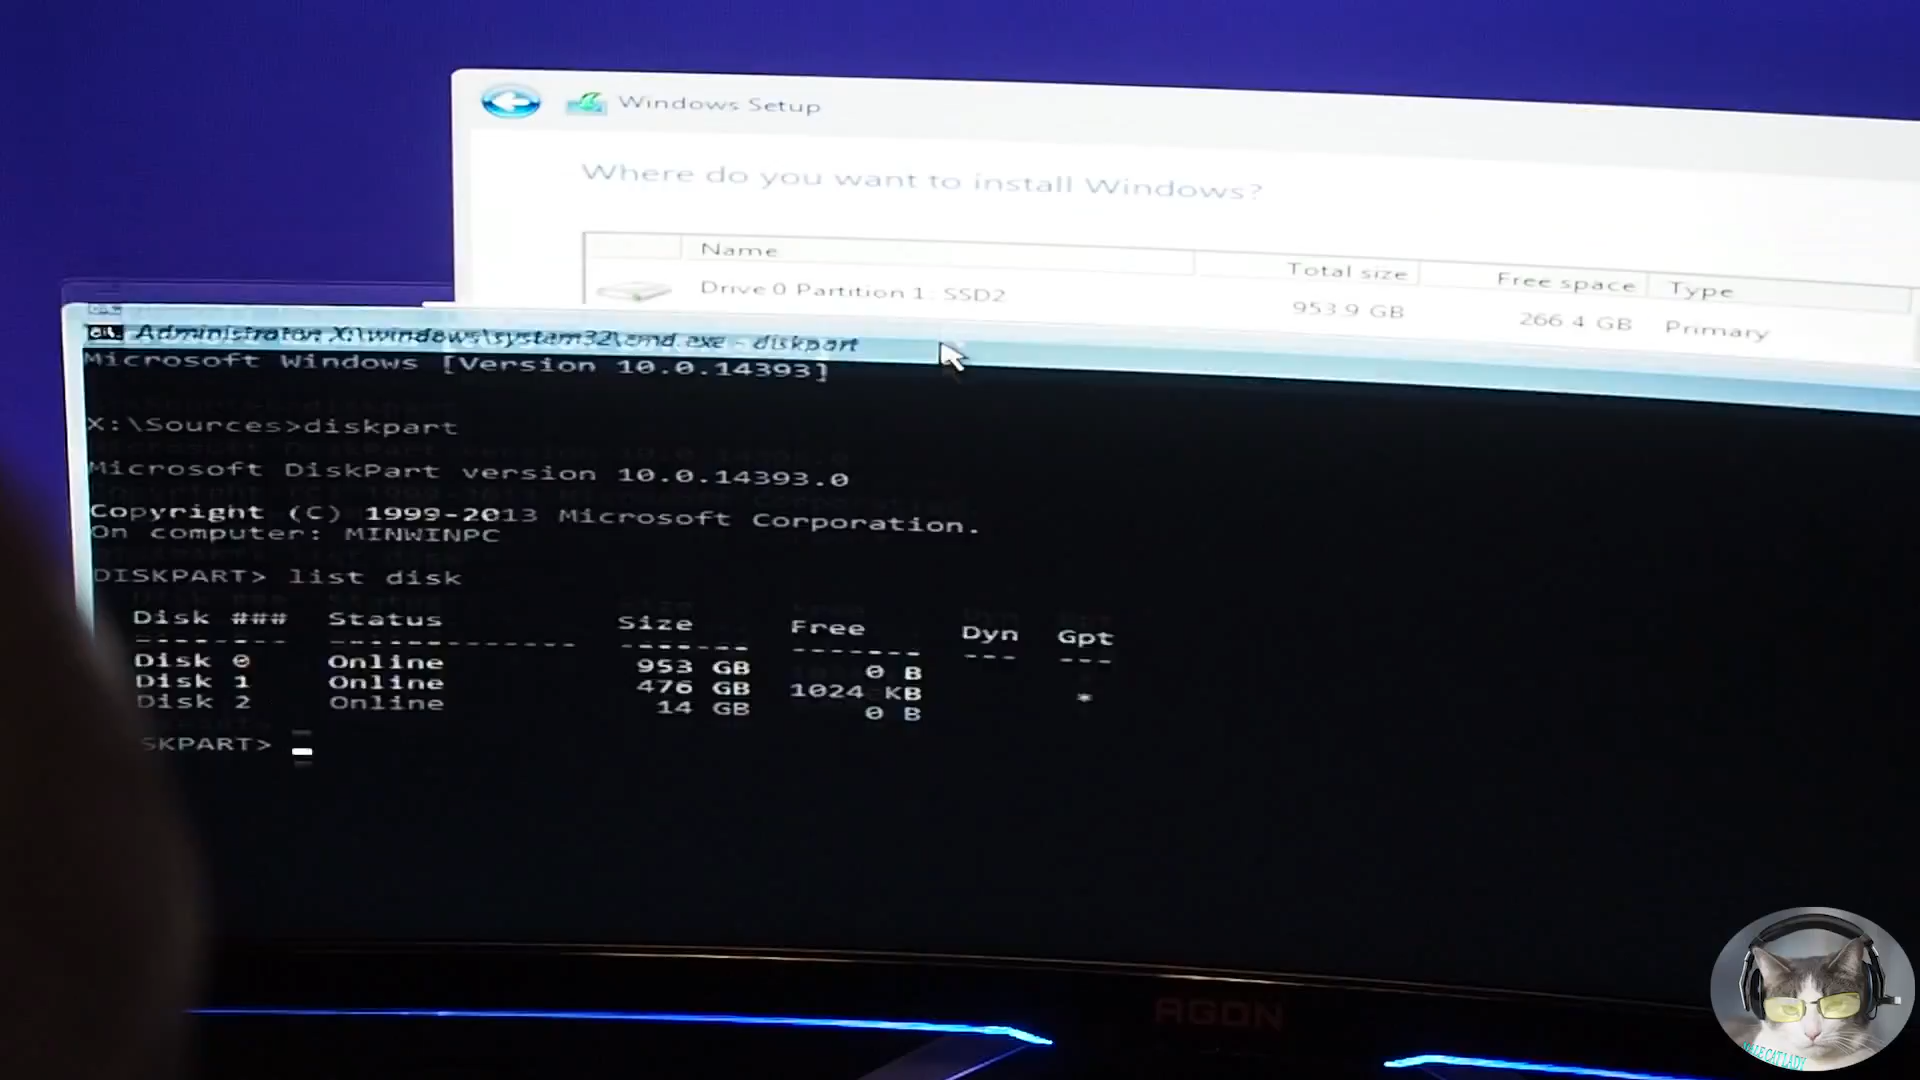 Windows Setup
Where do you want to install Windows?
Name Total size Free space Type
Drive 0 Partition 1: SSD2 953.9 GB 266.4 GB Primary
Administrator: X:\windows\system32\cmd.exe - diskpart
Microsoft Windows [Version 10.0.14393]
X:\Sources>diskpart
Microsoft DiskPart version 10.0.14393.0
Copyright (C) 1999-2013 Microsoft Corporation.
On computer: MINWINPC
DISKPART> list disk
Disk ### Status Size Free Dyn Gpt
Disk 0 Online 953 GB 0 B
Disk 1 Online 476 GB 1024 KB *
Disk 2 Online 14 GB 0 B
SKPART>
AGON